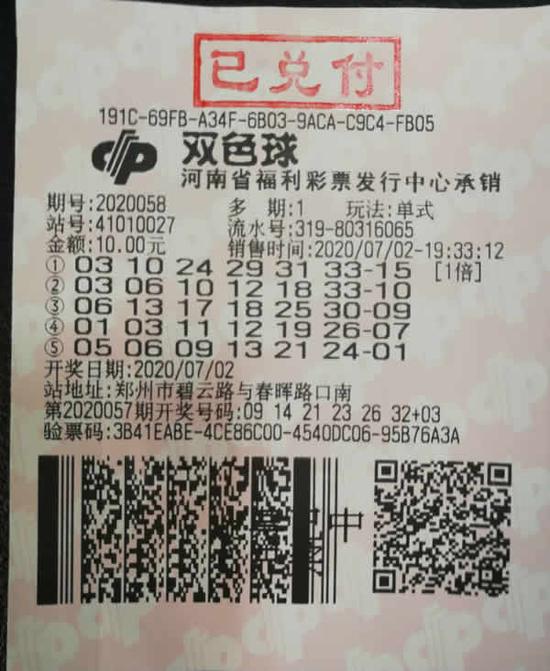 已兑付
191C-69FB-A34F-6B03-9ACA-C9C4-FB05
双色球
河南省福利彩票发行中心承销
期号:2020058 多 期:1 玩法:单式
站号:41010027 流水号:319-80316065
金额:10.00元 销售时间:2020/07/02-19:33:12
① 03 10 24 29 31 33-15 [1倍]
② 03 06 10 12 18 33-10
③ 06 13 17 18 25 30-09
④ 01 03 11 12 19 26-07
⑤ 05 06 09 13 21 24-01
开奖日期:2020/07/02
站地址:郑州市碧云路与春晖路口南
第2020057期开奖号码:09 14 21 23 26 32+03
验票码:3B41EABE-4CE86C00-4540DC06-95B76A3A